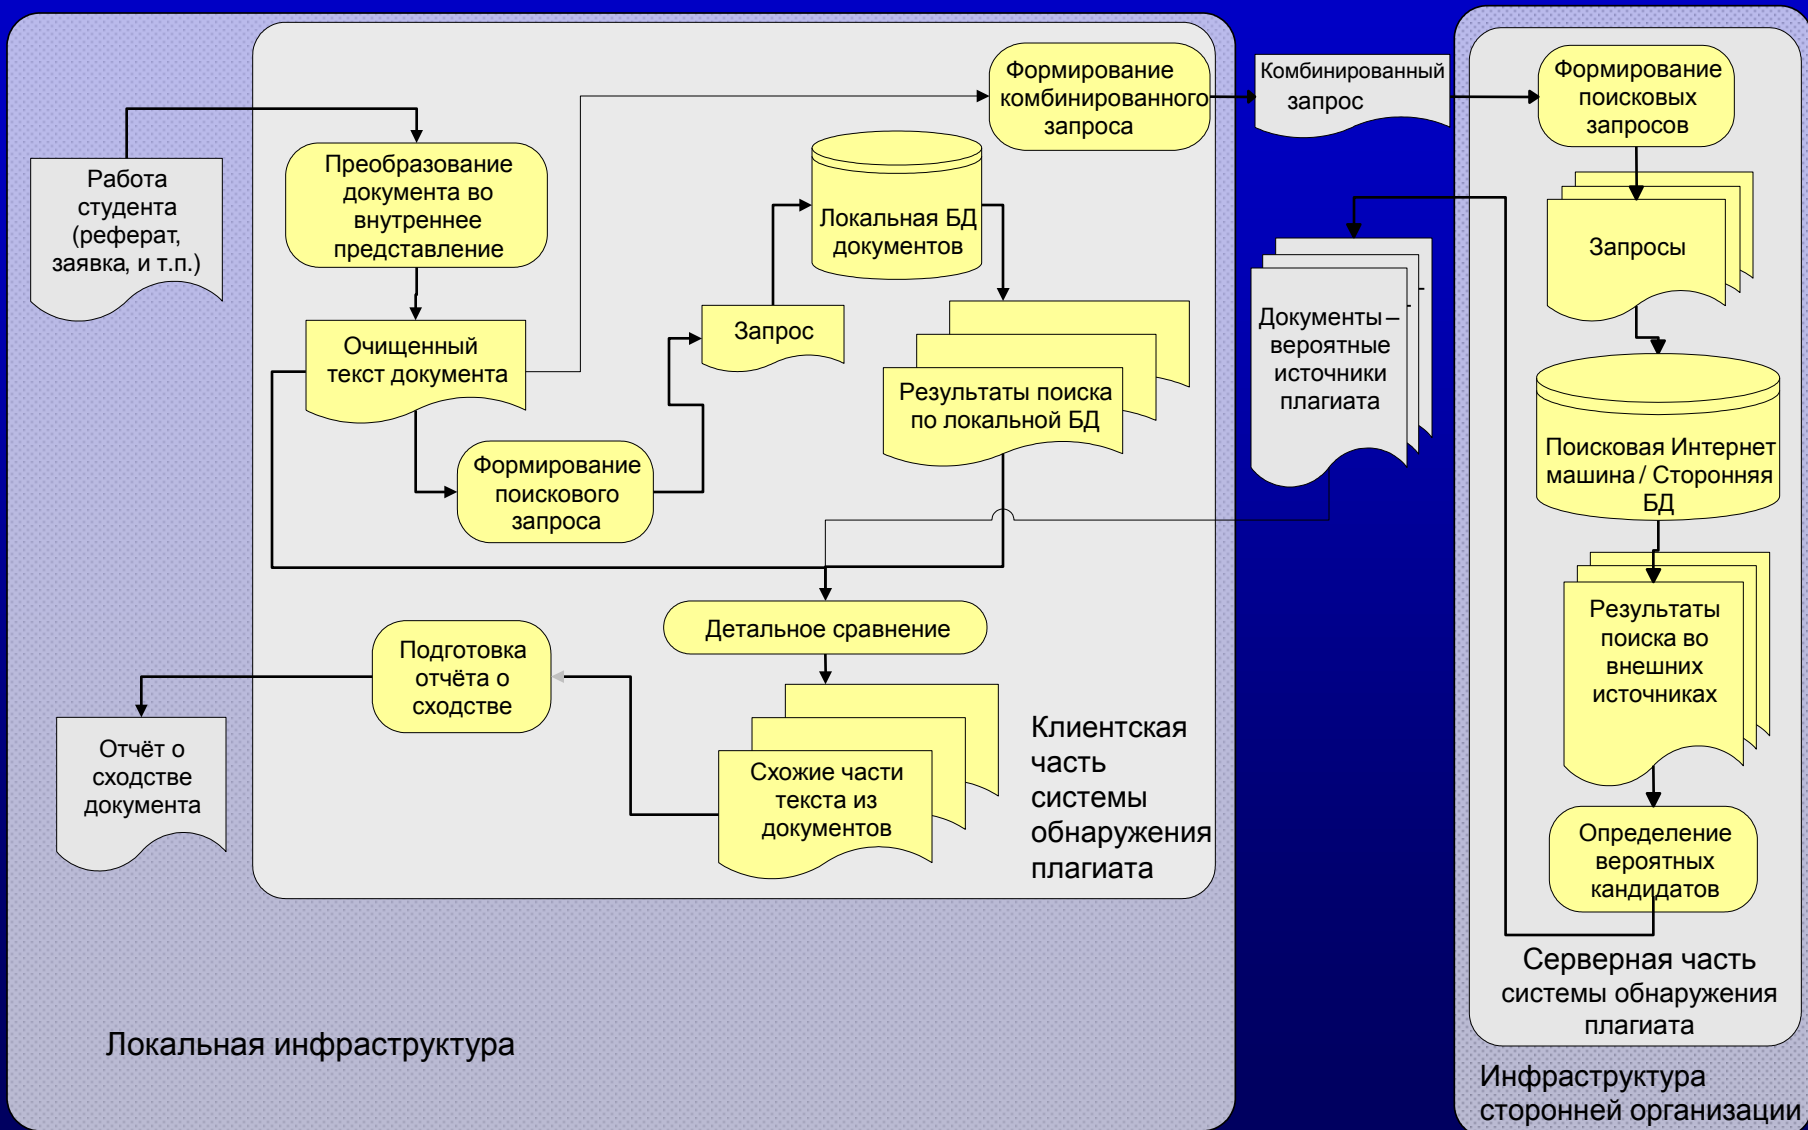 Работа
студента
(реферат,
заявка, и т.п.)
Преобразование
документа во
внутреннее
представление
Очищенный
текст документа
Формирование
поискового
запроса
Запрос
Локальная БД
документов
Результаты поиска
по локальной БД
Формирование
комбинированного
запроса
Комбинированный
запрос
Формирование
поисковых
запросов
Запросы
Поисковая Интернет
машина / Сторонняя
БД
Результаты
поиска во
внешних
источниках
Определение
вероятных
кандидатов
Документы –
вероятные
источники
плагиата
Детальное сравнение
Схожие части
текста из
документов
Подготовка
отчёта о
сходстве
Отчёт о
сходстве
документа
Клиентская
часть
системы
обнаружения
плагиата
Серверная часть
системы обнаружения
плагиата
Локальная инфраструктура
Инфраструктура
сторонней организации